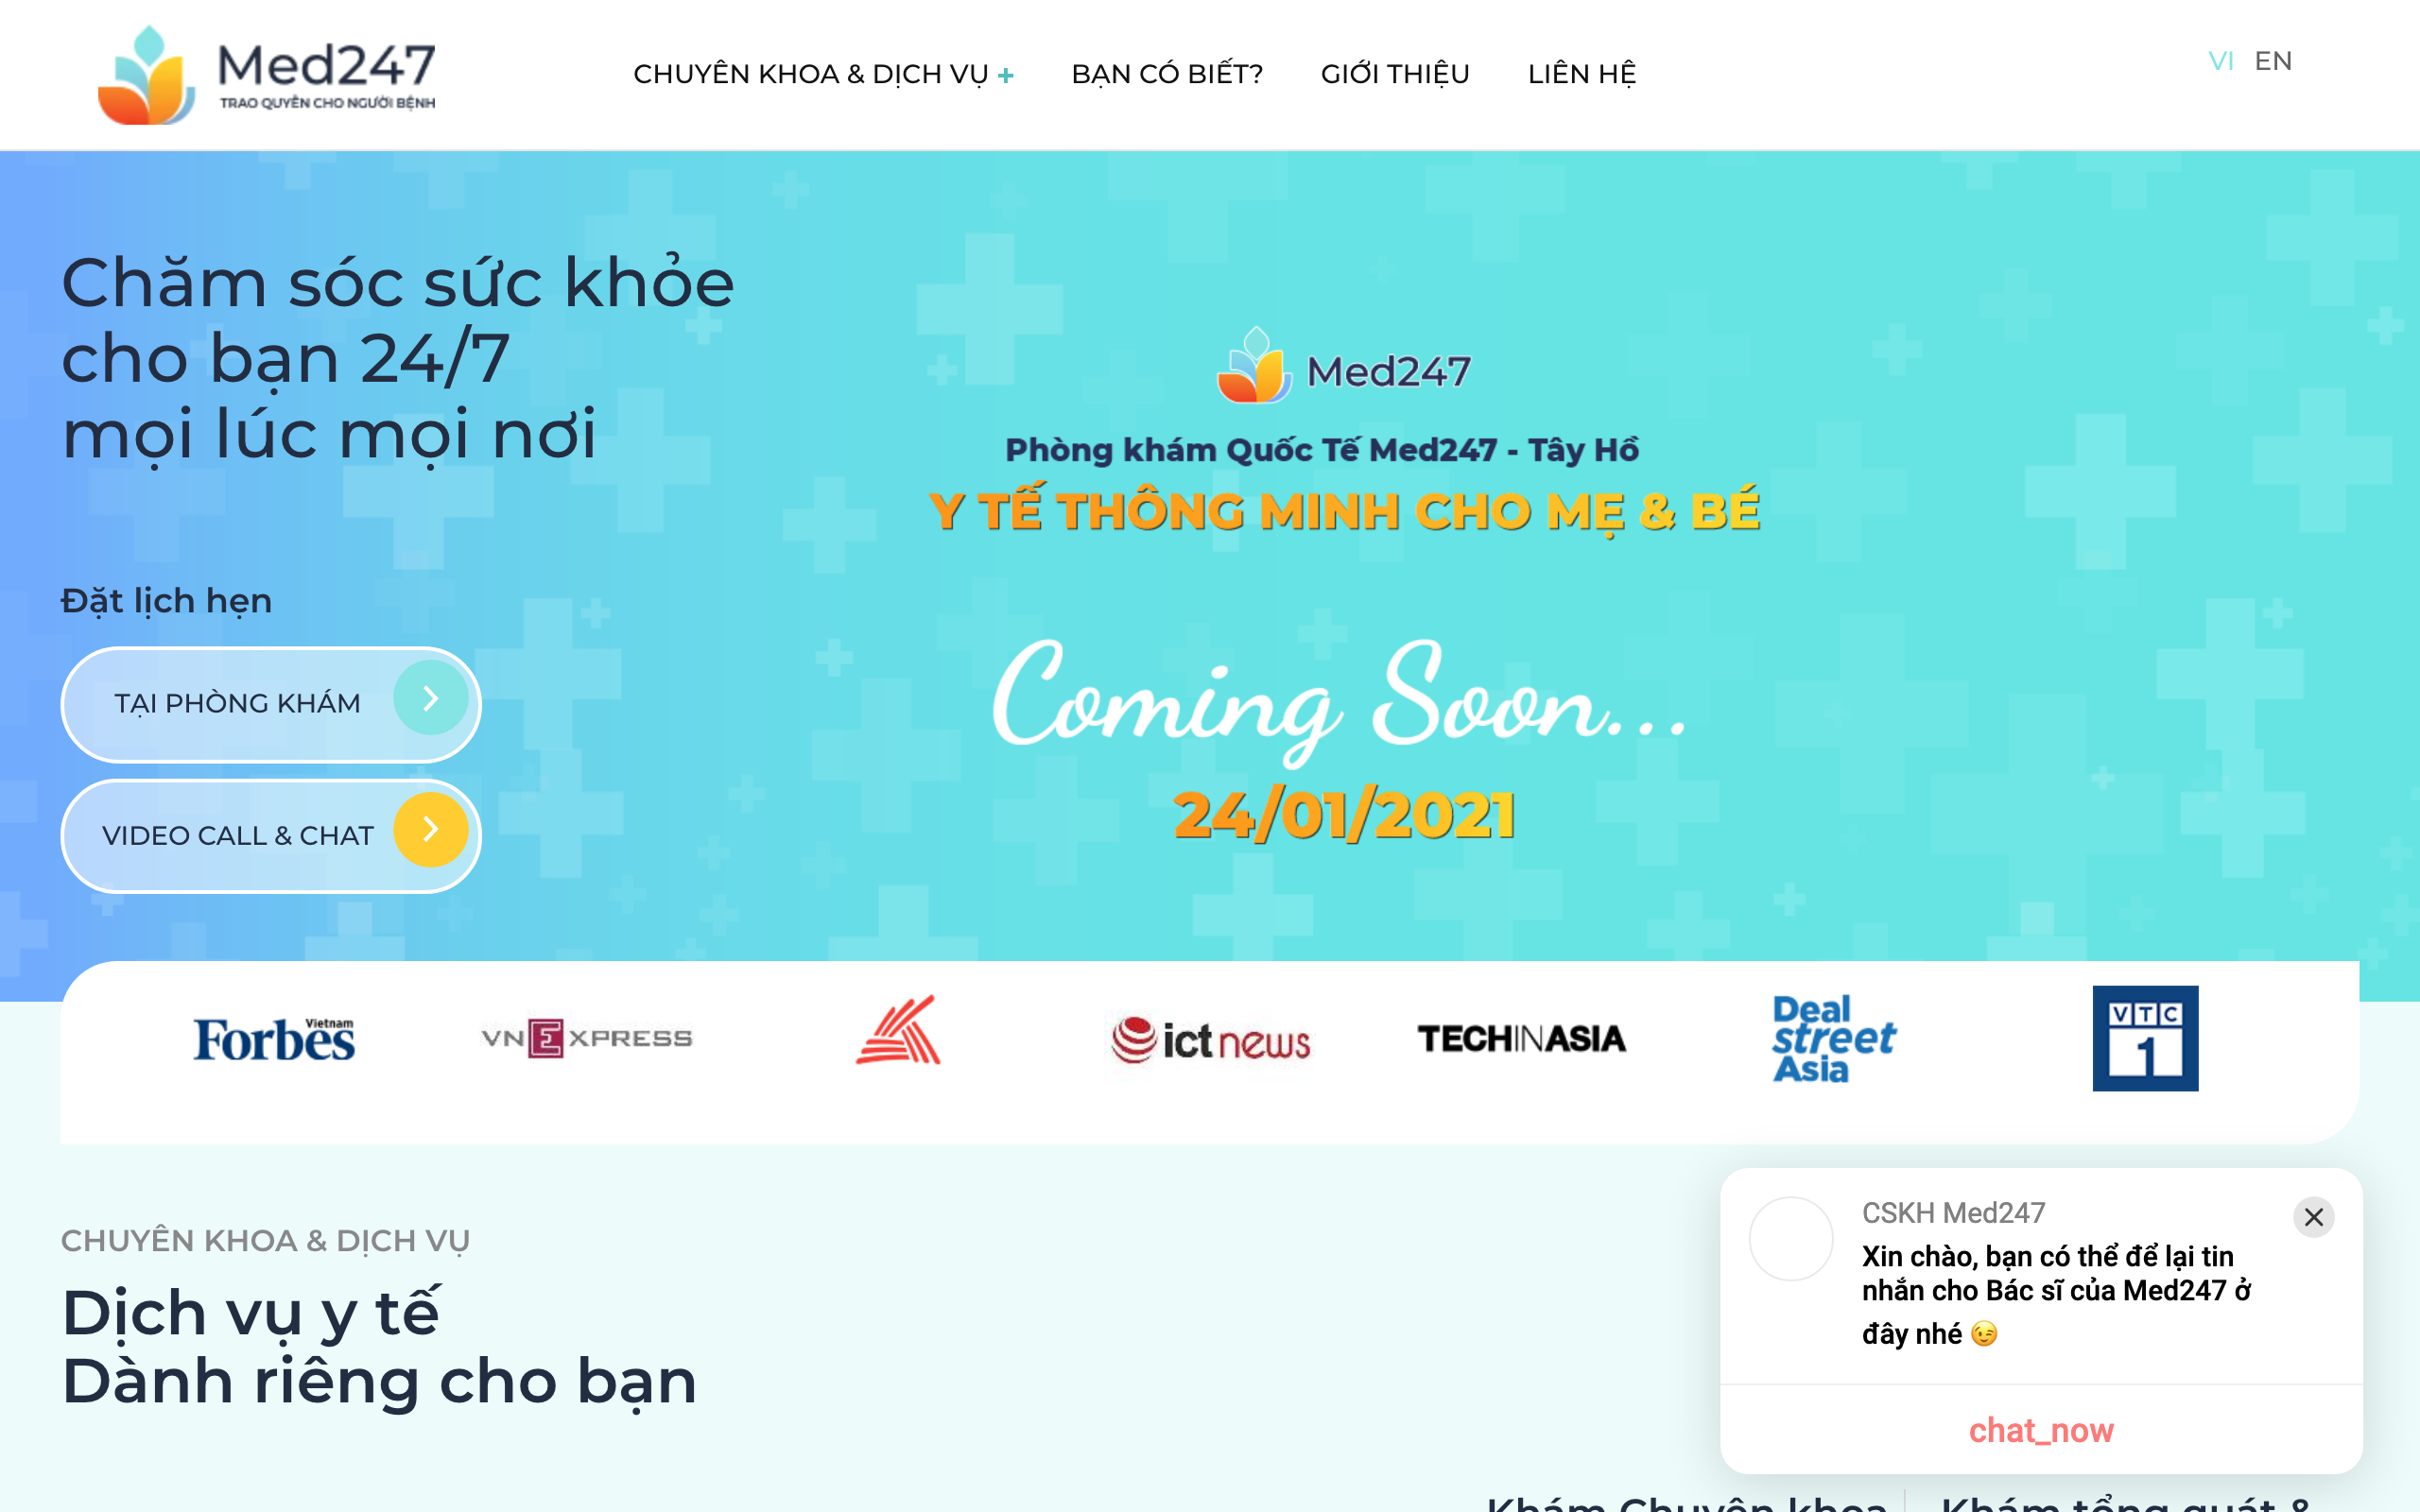 Med247
TRAO QUYỀN CHO NGƯỜI BỆNH
CHUYÊN KHOA & DỊCH VỤ +
BẠN CÓ BIẾT?
GIỚI THIỆU
LIÊN HỆ
VI EN
Chăm sóc sức khỏe
cho bạn 24/7
mọi lúc mọi nơi
Đặt lịch hẹn
TẠI PHÒNG KHÁM
VIDEO CALL & CHAT
Med247
Phòng khám Quốc Tế Med247 - Tây Hồ
Y TẾ THÔNG MINH CHO MẸ & BÉ
Coming Soon...
24/01/2021
Forbes Vietnam
VNEXPRESS
ictnews
TECHINASIA
Deal
street
Asia
VTC
1
CHUYÊN KHOA & DỊCH VỤ
Dịch vụ y tế
Dành riêng cho bạn
CSKH Med247
Xin chào, bạn có thể để lại tin
nhắn cho Bác sĩ của Med247 ở
đây nhé 😉
chat_now
Khám Chuyên khoa
Khám tổng quát &